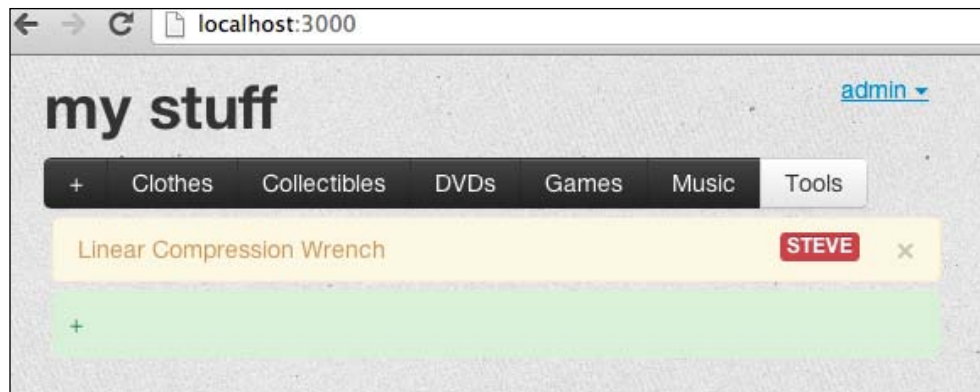 localhost:3000
my stuff
admin
+ Clothes Collectibles DVDs Games Music Tools
Linear Compression Wrench STEVE ×
+